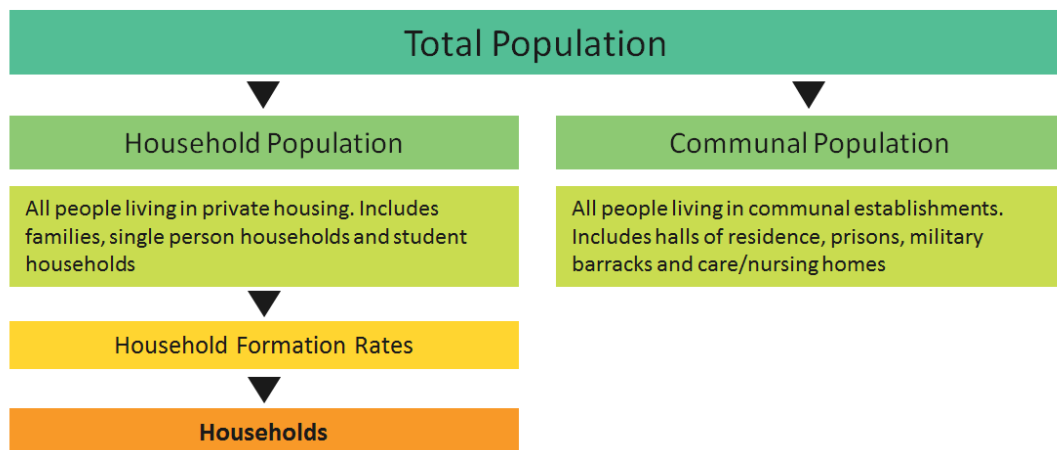 Total Population
Household Population
All people living in private housing. Includes
families, single person households and student
households
Household Formation Rates
Households
Communal Population
All people living in communal establishments.
Includes halls of residence, prisons, military
barracks and care/nursing homes